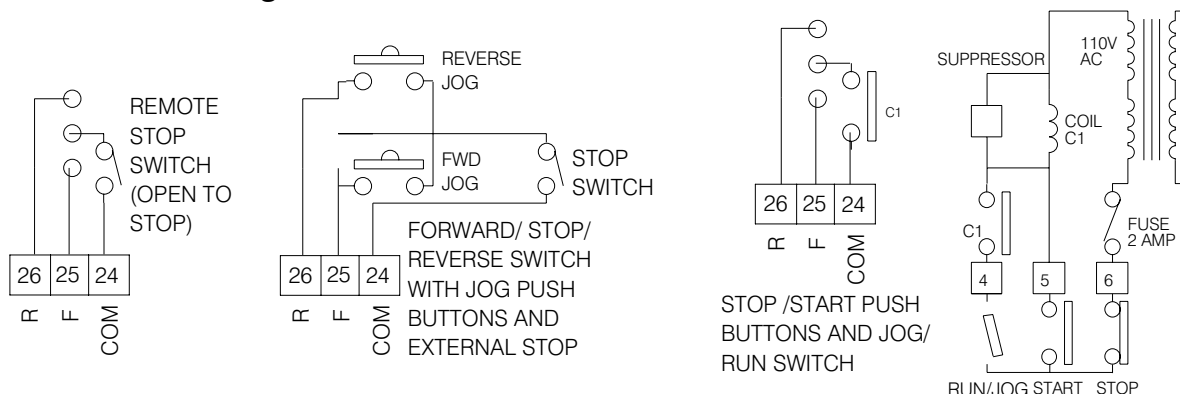 REMOTE
STOP
SWITCH
(OPEN TO
STOP)
26 25 24
R F COM
REVERSE
JOG
FWD
JOG
STOP
SWITCH
26 25 24
R F COM
FORWARD/ STOP/
REVERSE SWITCH
WITH JOG PUSH
BUTTONS AND
EXTERNAL STOP
C1
26 25 24
R F COM
STOP /START PUSH
BUTTONS AND JOG/
RUN SWITCH
SUPPRESSOR
110V
AC
COIL
C1
C1
FUSE
2 AMP
4 5 6
RUN/JOG START STOP